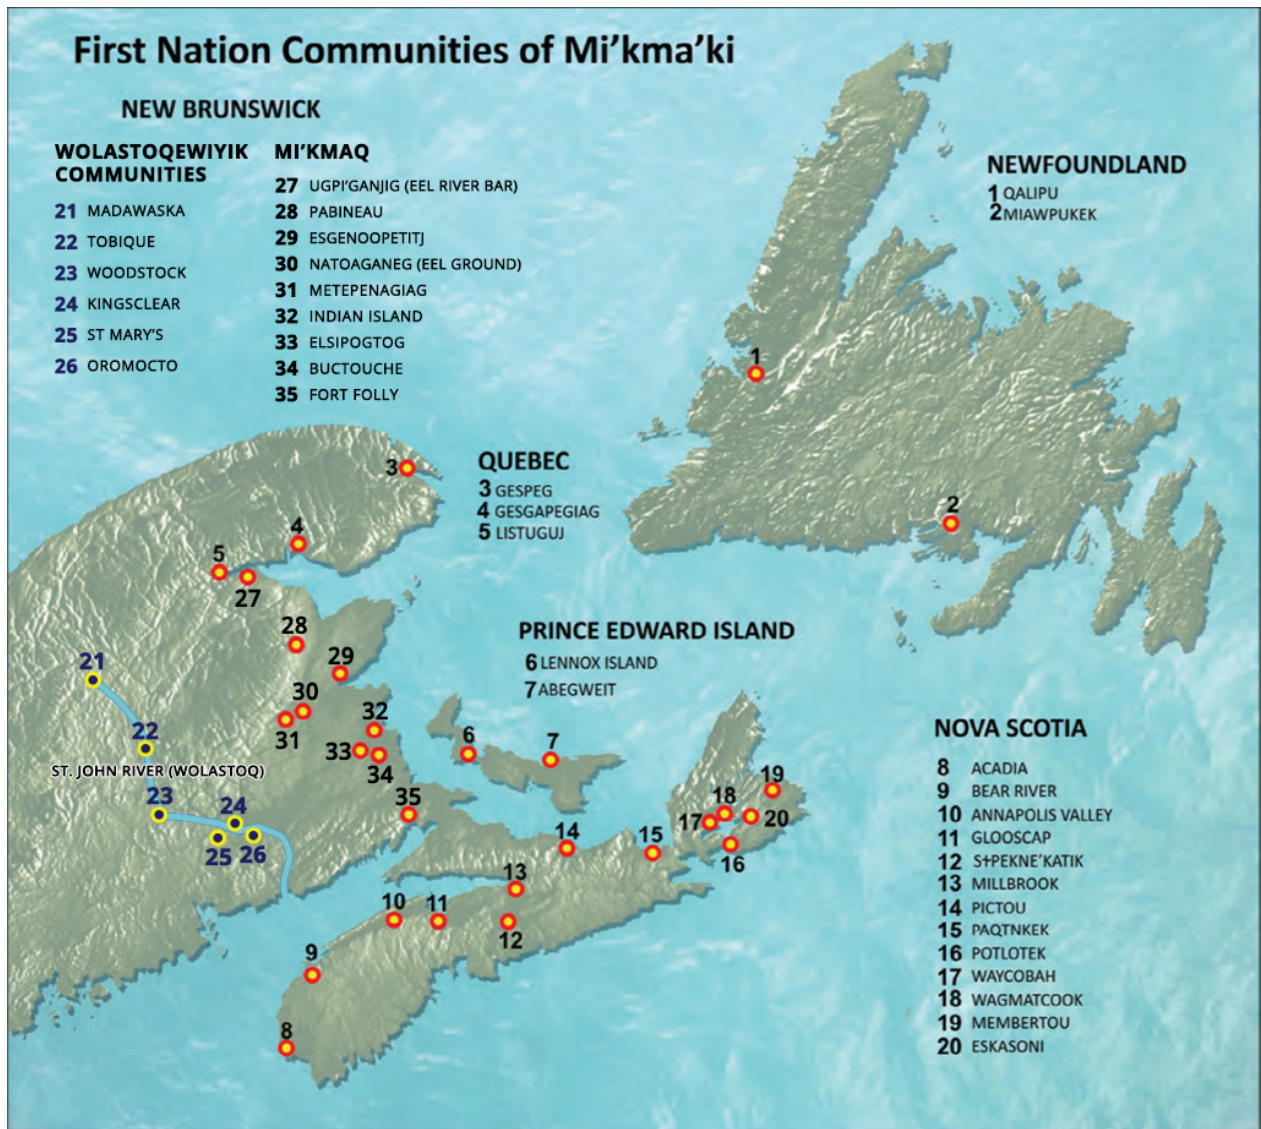 First Nation Communities of Mi’kma’ki
NEW BRUNSWICK
WOLASTOQEWIYIK
COMMUNITIES
21 MADAWASKA
22 TOBIQUE
23 WOODSTOCK
24 KINGSCLEAR
25 ST MARY’S
26 OROMOCTO
MI’KMAQ
27 UGPI’GANJIG (EEL RIVER BAR)
28 PABINEAU
29 ESGENOOPETITJ
30 NATOAGANEG (EEL GROUND)
31 METEPENAGIAG
32 INDIAN ISLAND
33 ELSIPOGTOG
34 BUCTOUCHE
35 FORT FOLLY
NEWFOUNDLAND
1 QALIPU
2 MIAWPUKEK
QUEBEC
3 GESPEG
4 GESGAPEGIAG
5 LISTUGUJ
PRINCE EDWARD ISLAND
6 LENNOX ISLAND
7 ABEGWEIT
NOVA SCOTIA
8 ACADIA
9 BEAR RIVER
10 ANNAPOLIS VALLEY
11 GLOOSCAP
12 SɫPEKNE’KATIK
13 MILLBROOK
14 PICTOU
15 PAQTNKEK
16 POTLOTEK
17 WAYCOBAH
18 WAGMATCOOK
19 MEMBERTOU
20 ESKASONI
1
2
3
4
5
27
28
29
21
30
31
32
22
33
34
6
7
ST. JOHN RIVER (WOLASTOQ)
23
24
25
26
35
14
15
17
18
19
20
16
13
10
11
12
9
8